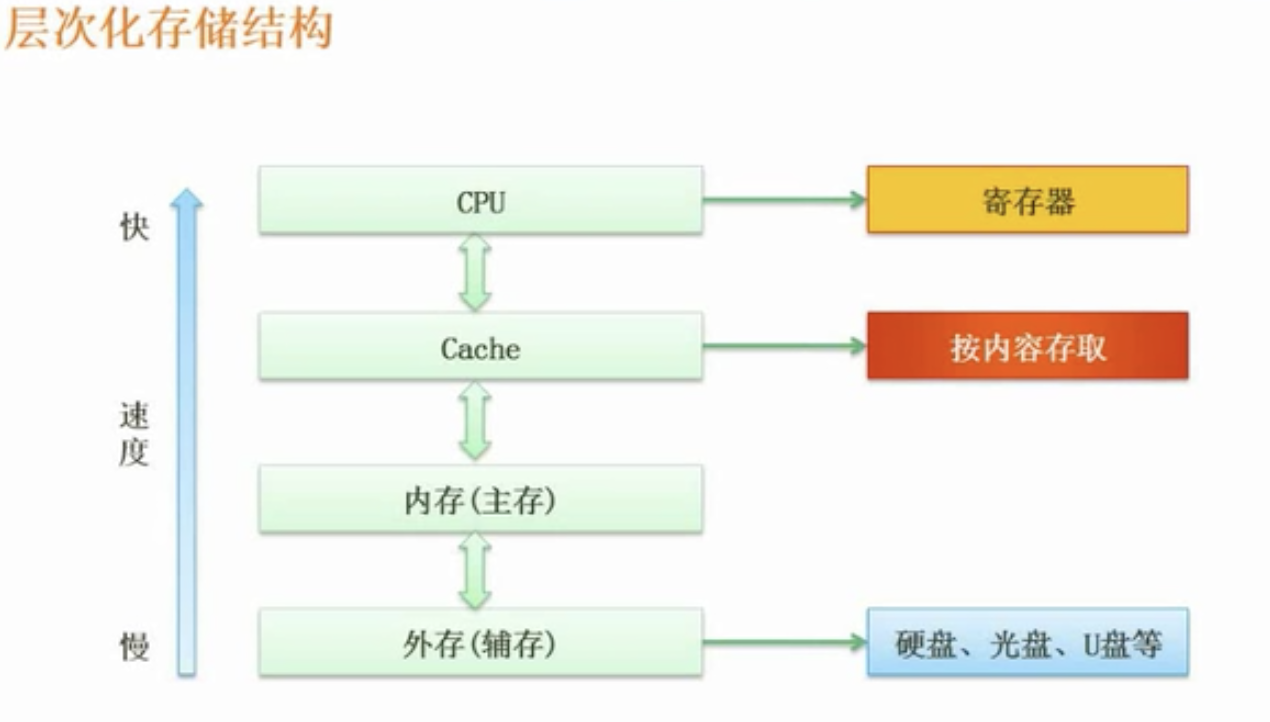 层次化存储结构
快
CPU
寄存器
Cache
按内容存取
速
度
内存(主存)
慢
外存(辅存)
硬盘、光盘、U盘等